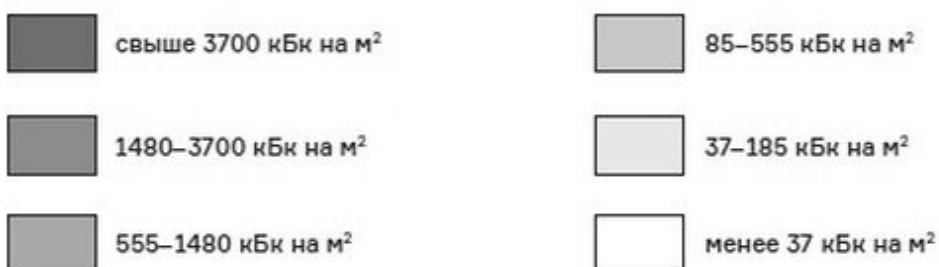 свыше 3700 кБк на м²
1480–3700 кБк на м²
555–1480 кБк на м²
85–555 кБк на м²
37–185 кБк на м²
менее 37 кБк на м²